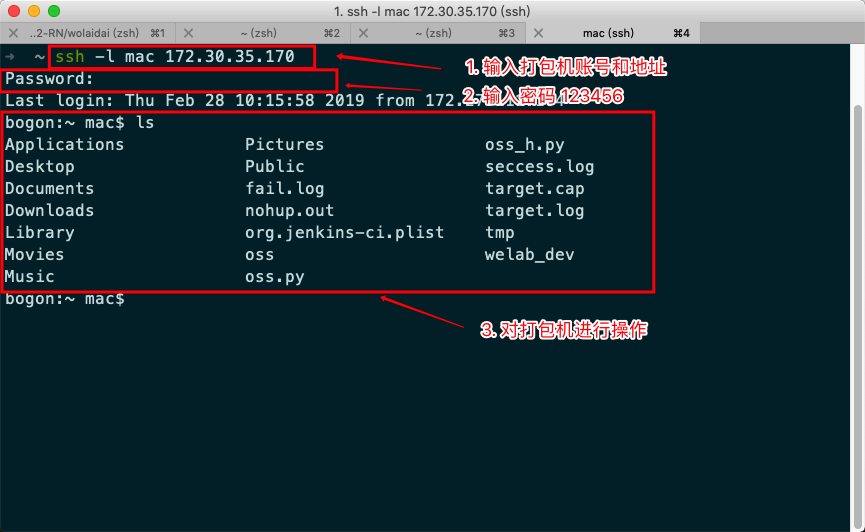 1. ssh -l mac 172.30.35.170 (ssh)
..2-RN/wolaidai (zsh) ⌘1 ~ (zsh) ⌘2 ~ (zsh) ⌘3 mac (ssh) ⌘4
→ ~ ssh -l mac 172.30.35.170
1. 输入打包机账号和地址
Password:
2. 输入密码 123456
Last login: Thu Feb 28 10:15:58 2019 from
bogon:~ mac$ ls
Applications Pictures oss_h.py
Desktop Public seccess.log
Documents fail.log target.cap
Downloads nohup.out target.log
Library org.jenkins-ci.plist tmp
Movies oss welab_dev
Music oss.py
bogon:~ mac$
3. 对打包机进行操作